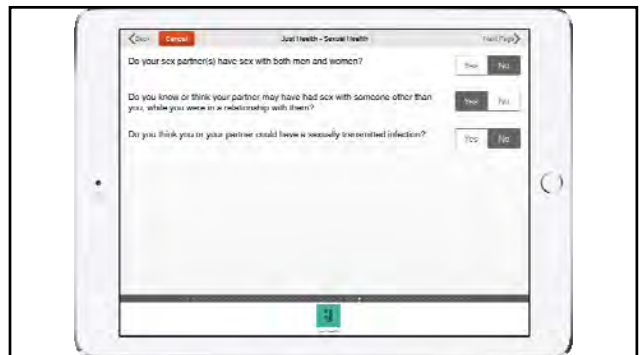 Back Cancel Just Health - Sexual Health Next Page
Do your sex partner(s) have sex with both men and women? Yes No
Do you know or think your partner may have had sex with someone other than
you, while you were in a relationship with them? Yes No
Do you think you or your partner could have a sexually transmitted infection? Yes No